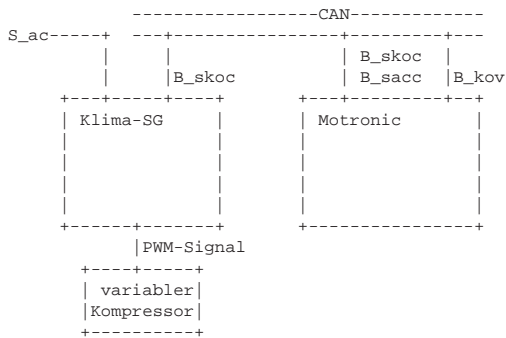 CAN
S_ac
B_skoc
B_skoc
B_sacc
B_kov
Klima-SG
Motronic
PWM-Signal
variabler
Kompressor